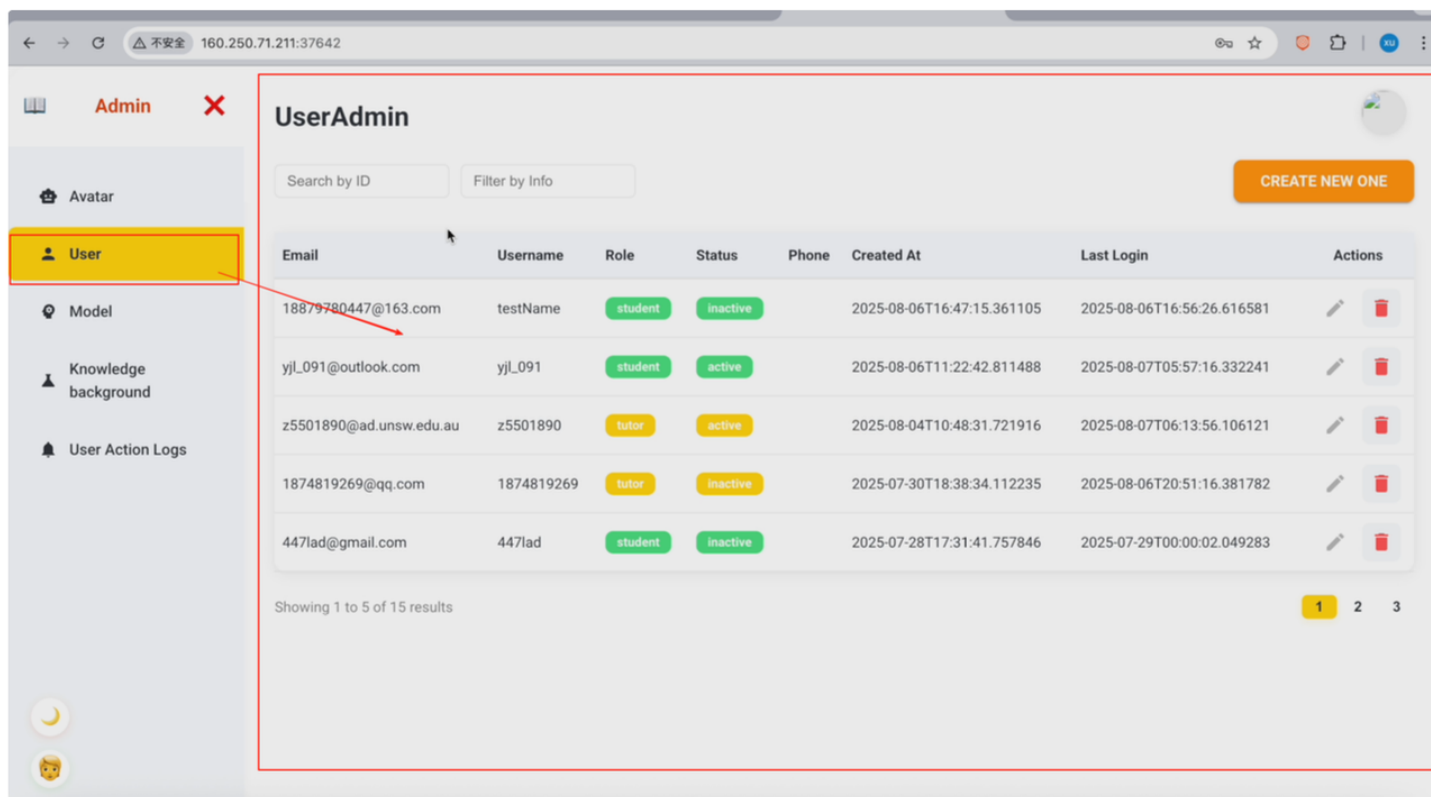 不安全 160.250.71.211:37642
Admin
Avatar
User
Model
Knowledge
background
User Action Logs
UserAdmin
Search by ID Filter by Info CREATE NEW ONE
Email Username Role Status Phone Created At Last Login Actions
18879780447@163.com testName student inactive 2025-08-06T16:47:15.361105 2025-08-06T16:56:26.616581
yjl_091@outlook.com yjl_091 student active 2025-08-06T11:22:42.811488 2025-08-07T05:57:16.332241
z5501890@ad.unsw.edu.au z5501890 tutor active 2025-08-04T10:48:31.721916 2025-08-07T06:13:56.106121
1874819269@qq.com 1874819269 tutor inactive 2025-07-30T18:38:34.112235 2025-08-06T20:51:16.381782
447lad@gmail.com 447lad student inactive 2025-07-28T17:31:41.757846 2025-07-29T00:00:02.049283
Showing 1 to 5 of 15 results 1 2 3
XU